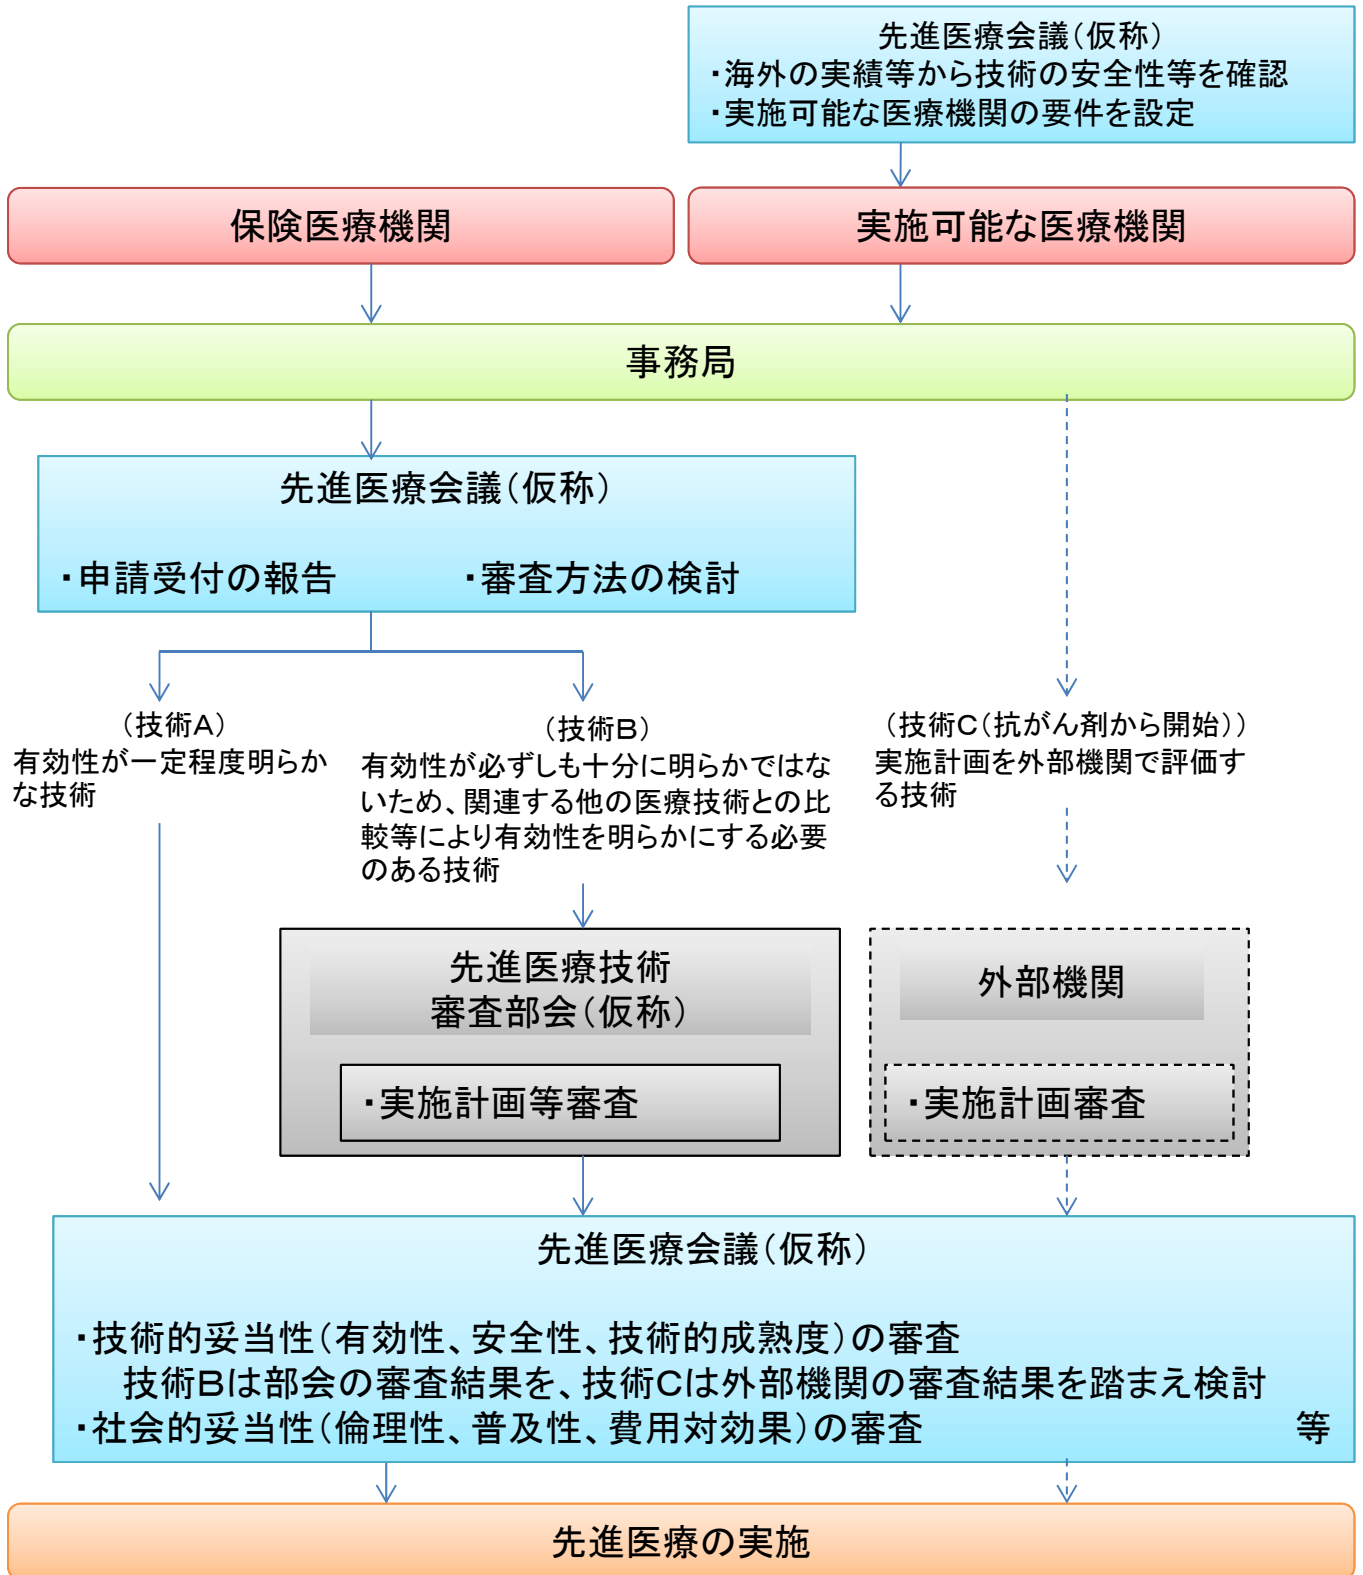 先進医療会議(仮称)
・海外の実績等から技術の安全性等を確認
・実施可能な医療機関の要件を設定
保険医療機関
実施可能な医療機関
事務局
先進医療会議(仮称)
・申請受付の報告　　　・審査方法の検討
(技術A)
有効性が一定程度明らか
な技術
(技術B)
有効性が必ずしも十分に明らかではな
いため、関連する他の医療技術との比
較等により有効性を明らかにする必要
のある技術
(技術C(抗がん剤から開始))
実施計画を外部機関で評価す
る技術
先進医療技術
審査部会(仮称)
・実施計画等審査
外部機関
・実施計画審査
先進医療会議(仮称)
・技術的妥当性(有効性、安全性、技術的成熟度)の審査
技術Bは部会の審査結果を、技術Cは外部機関の審査結果を踏まえ検討
・社会的妥当性(倫理性、普及性、費用対効果)の審査　　　等
先進医療の実施